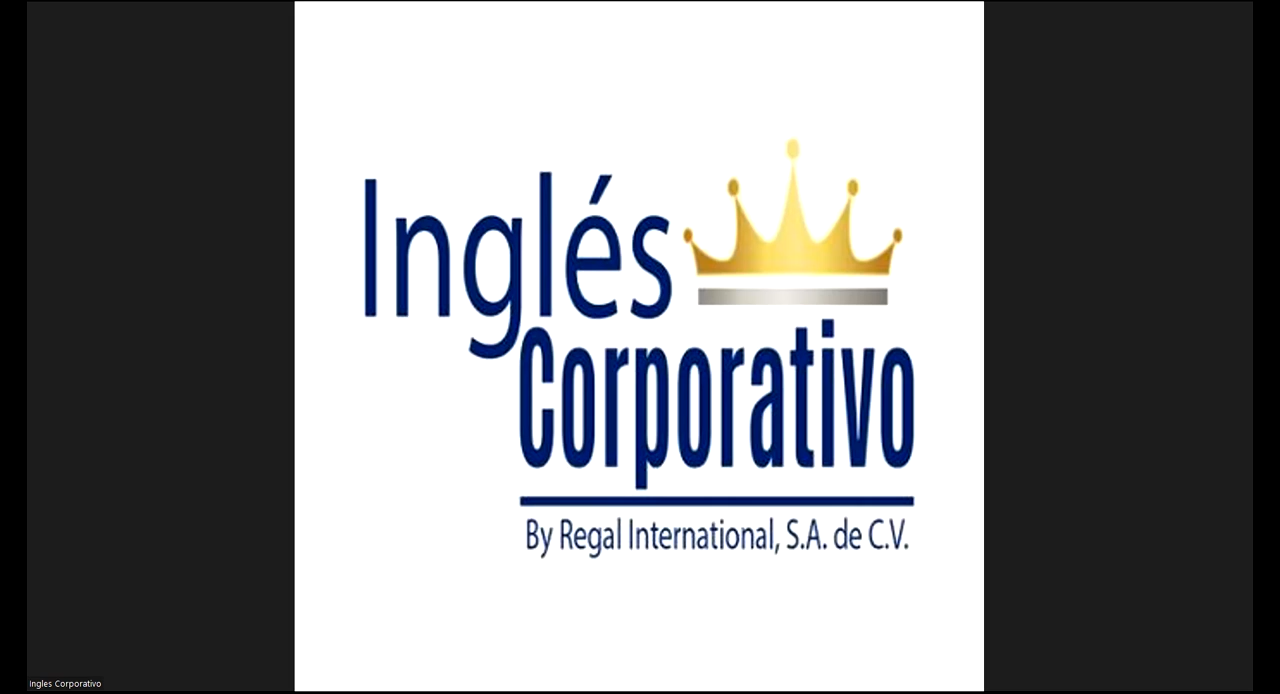 Inglés
Corporativo
By Regal International, S.A. de C.V.
Ingles Corporativo